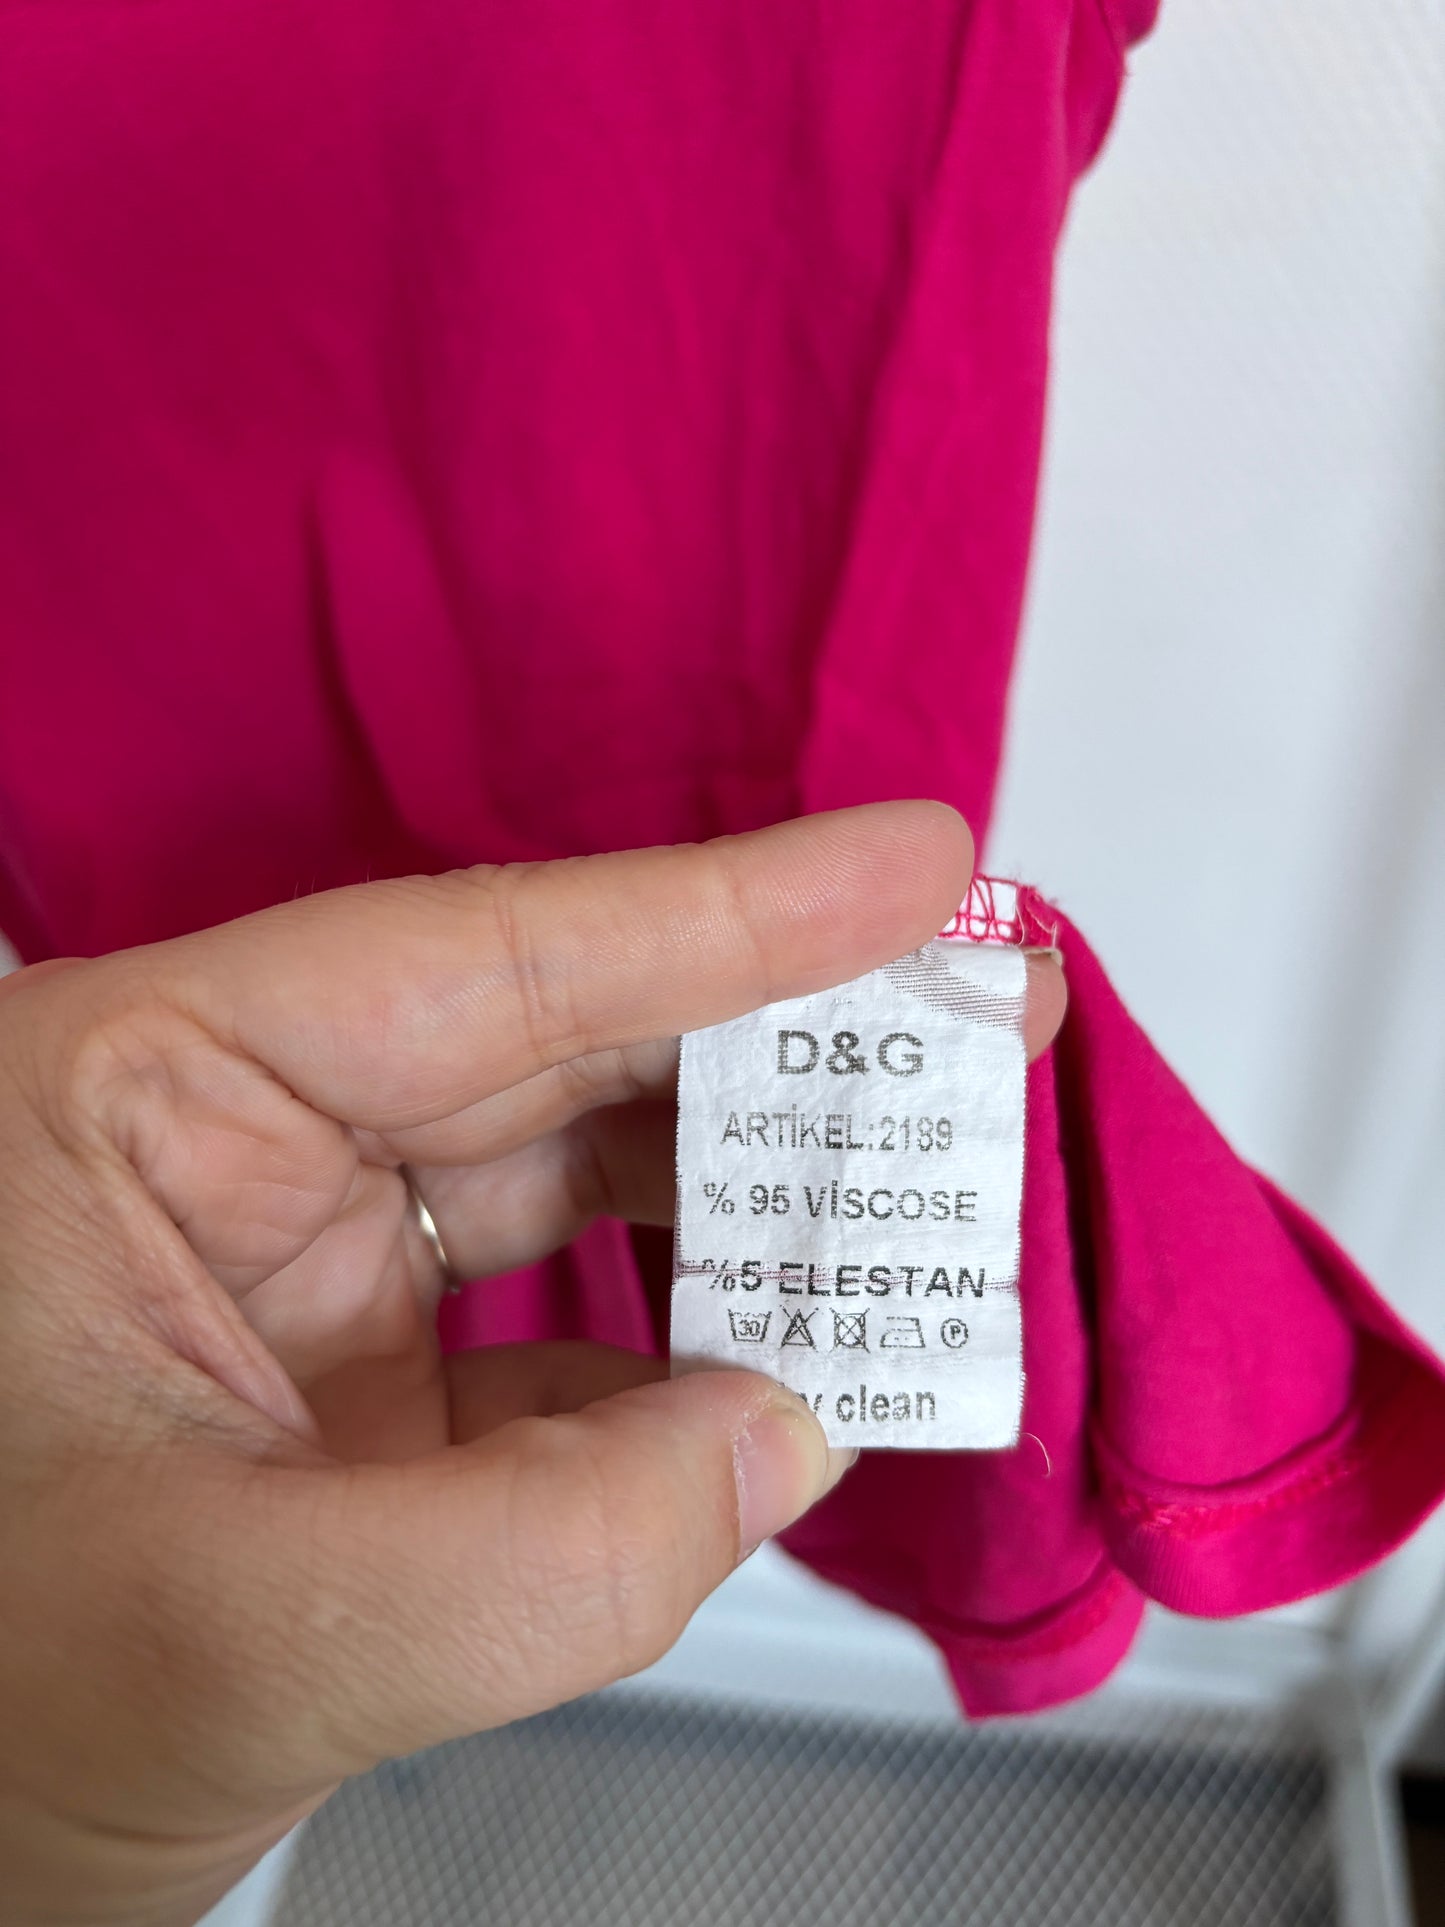 D&G
ARTİKEL:2189
% 95 VİSCOSE
%5 ELESTAN
30 P
clean